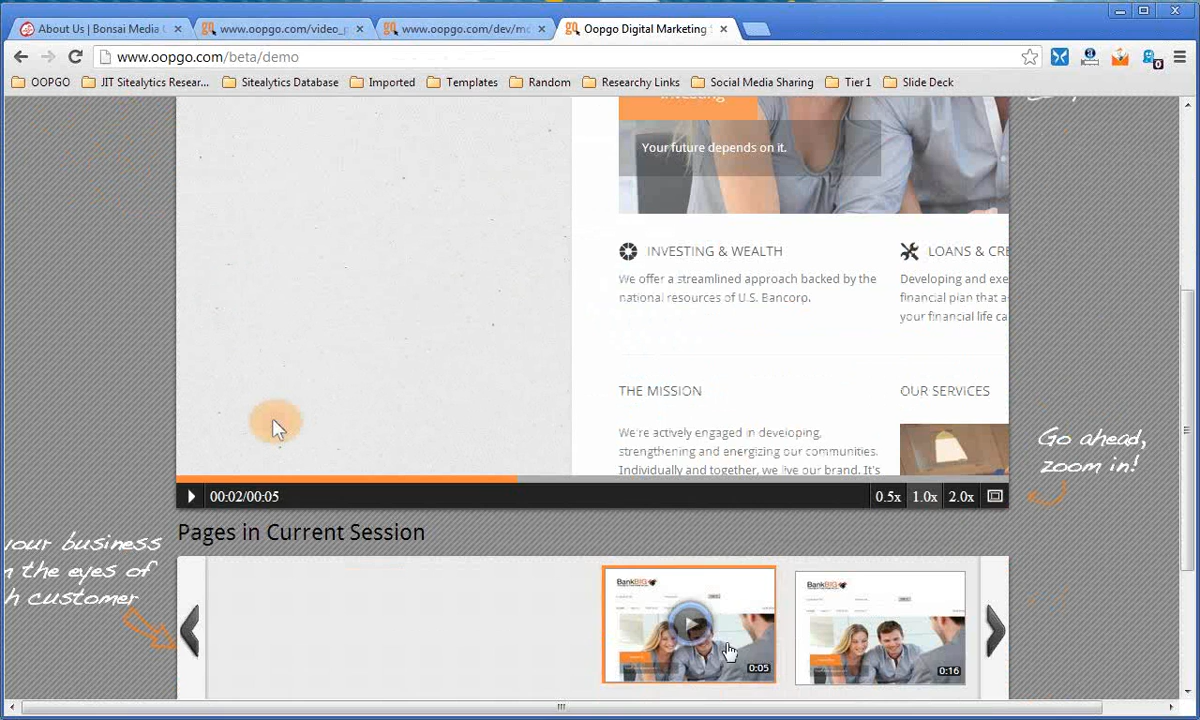 About Us | Bonsai Media
www.oopgo.com/video_p
www.oopgo.com/dev/mo
Oopgo Digital Marketing
www.oopgo.com/beta/demo
0
OOPGO
JIT Sitealytics Resear...
Sitealytics Database
Imported
Templates
Random
Researchy Links
Social Media Sharing
Tier 1
Slide Deck
Investing
Your future depends on it.
INVESTING & WEALTH
LOANS & CRE
We offer a streamlined approach backed by the
national resources of U.S. Bancorp.
Developing and exe
financial plan that a
your financial life ca
THE MISSION
OUR SERVICES
We're actively engaged in developing,
strengthening and energizing our communities.
Individually and together, we live our brand. It's
Go ahead,
zoom in!
00:02/00:05
0.5x
1.0x
2.0x
Pages in Current Session
your business
the eyes of
h customer
BankBIG
0:05
BankBIG
0:16